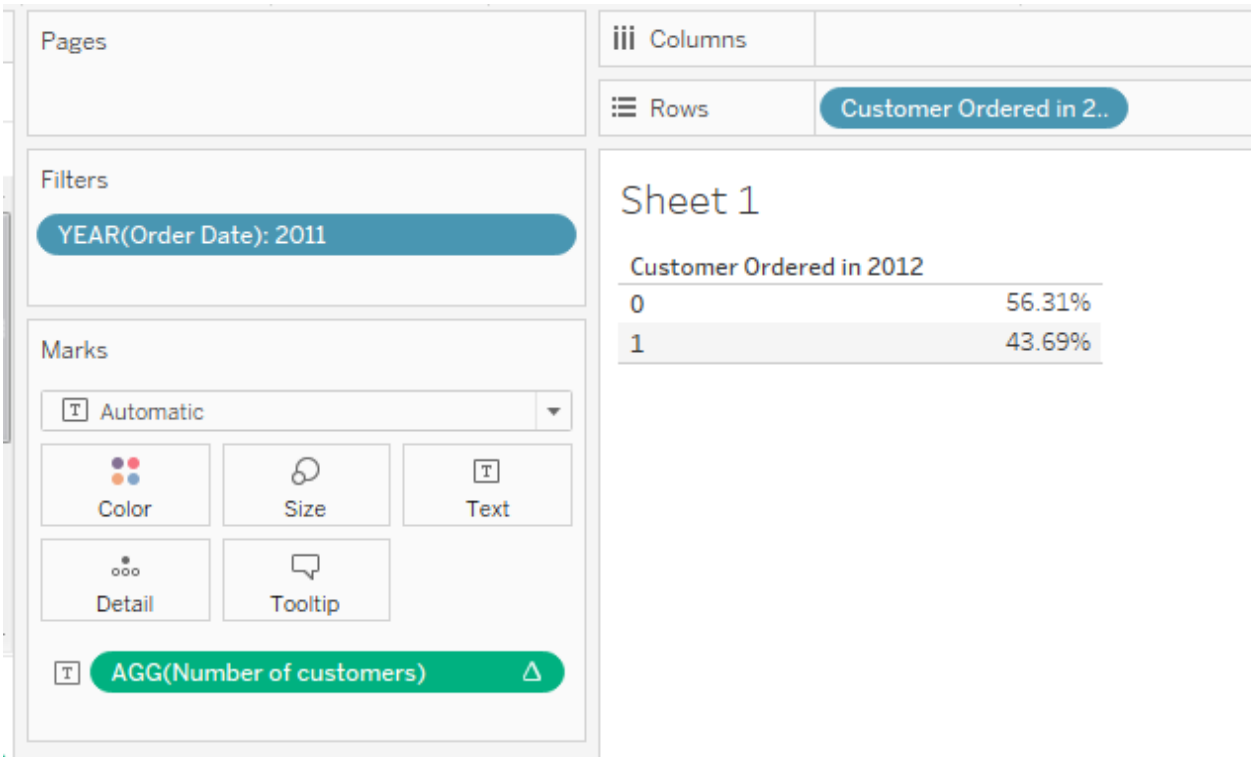 Pages
Columns
Rows
Customer Ordered in 2..
Filters
YEAR(Order Date): 2011
Marks
T Automatic
Color
Size
T
Text
Detail
Tooltip
T AGG(Number of customers) Δ
Sheet 1
Customer Ordered in 2012
0 56.31%
1 43.69%